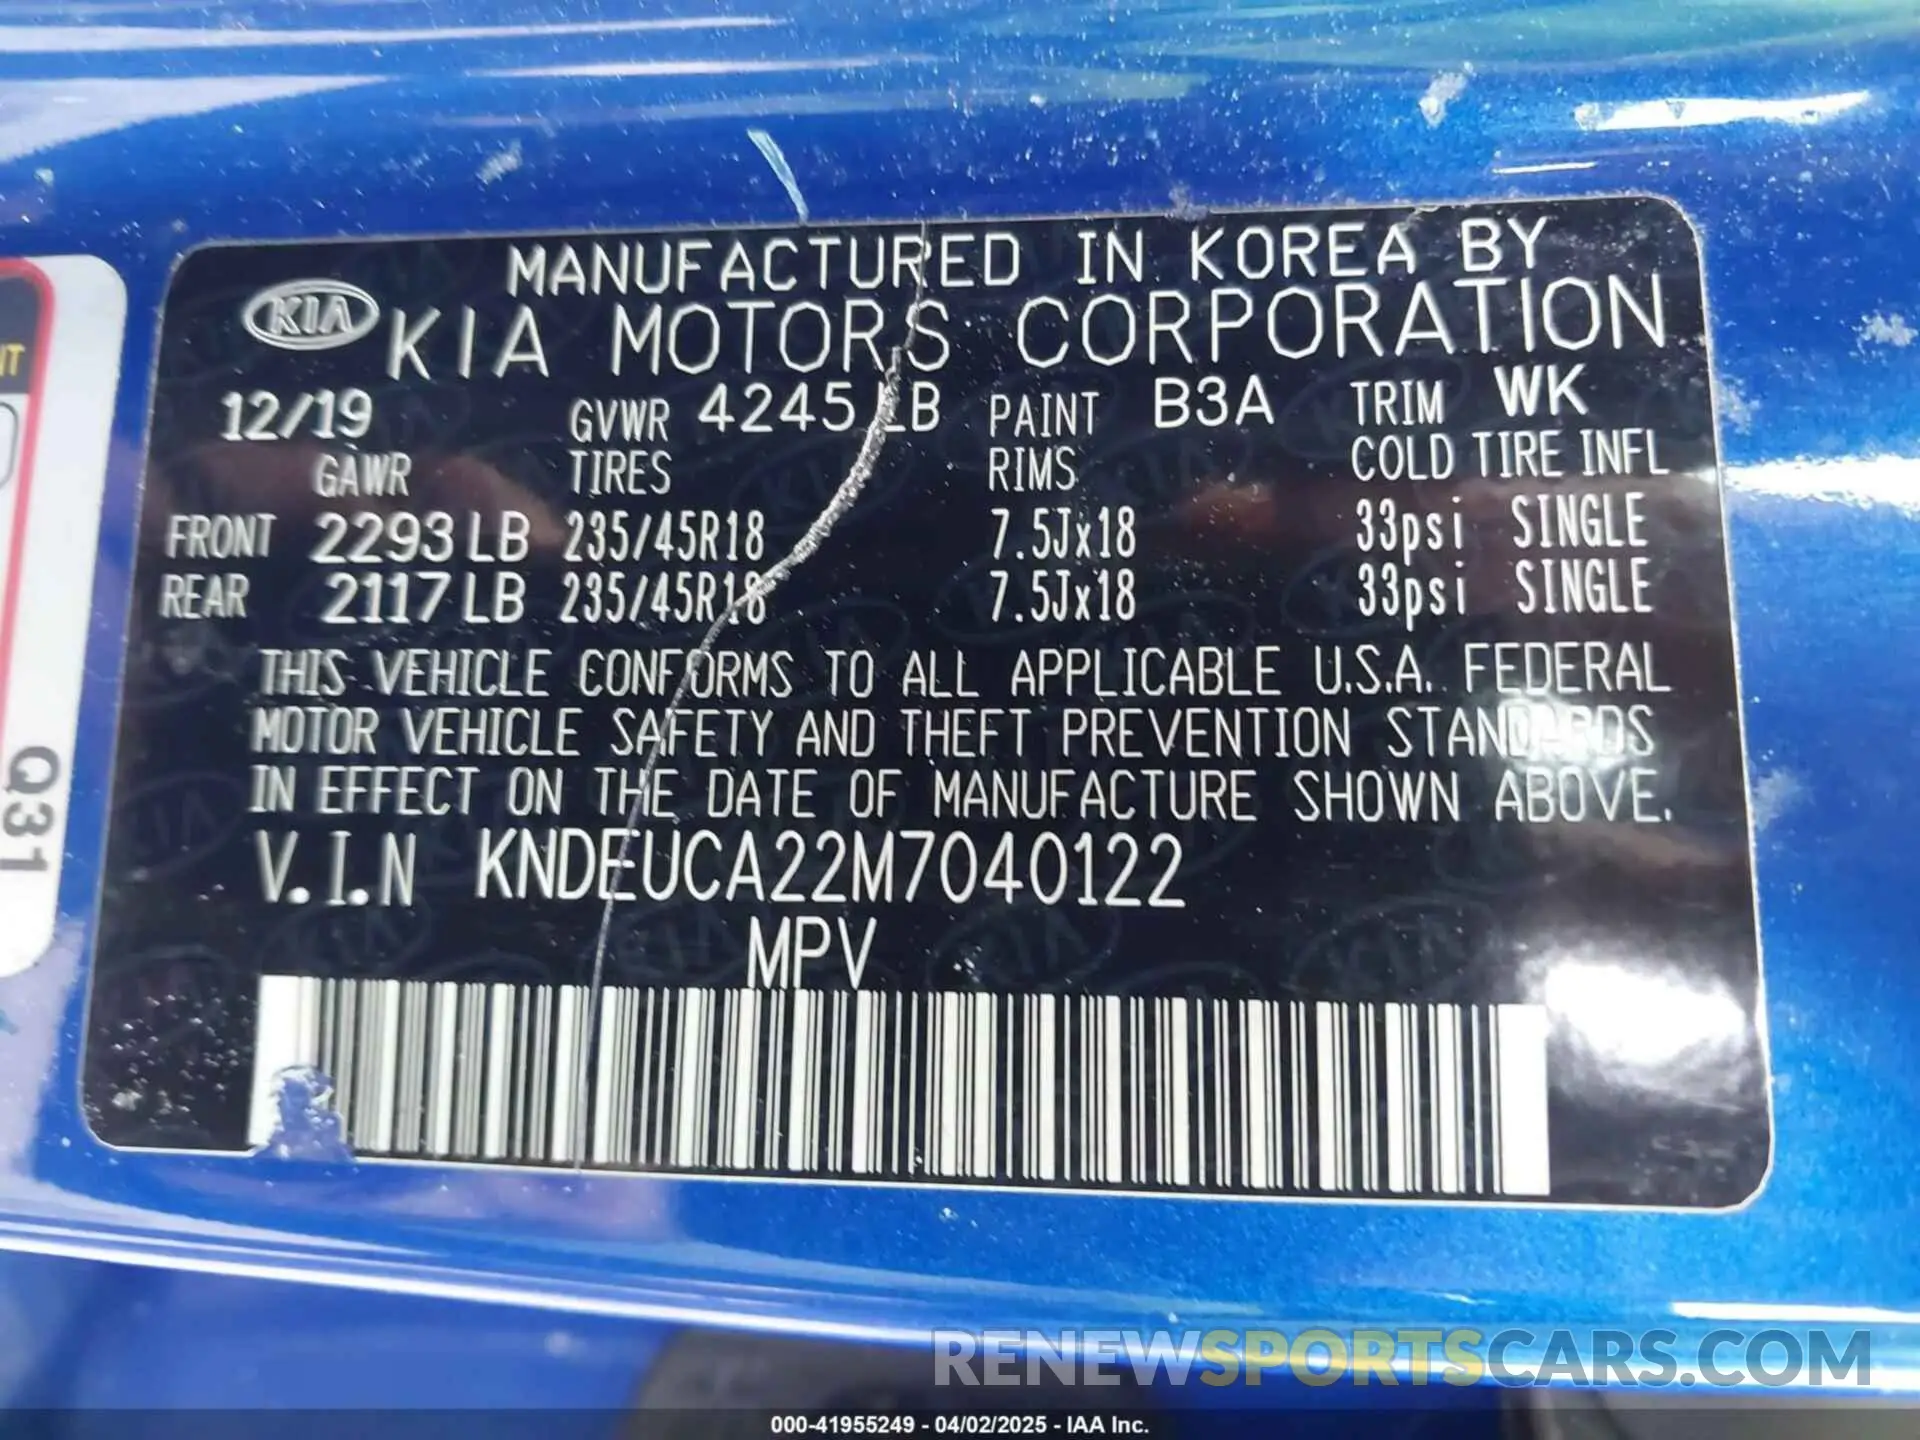 MANUFACTURED IN KOREA BY
KIA KIA MOTORS CORPORATION
12/19 GVWR 4245 LB PAINT B3A TRIM WK
GAWR TIRES RIMS COLD TIRE INFL
FRONT 2293 LB 235/45R18 7.5Jx18 33psi SINGLE
REAR 2117 LB 235/45R18 7.5Jx18 33psi SINGLE
THIS VEHICLE CONFORMS TO ALL APPLICABLE U.S.A. FEDERAL
MOTOR VEHICLE SAFETY AND THEFT PREVENTION STANDARDS
IN EFFECT ON THE DATE OF MANUFACTURE SHOWN ABOVE.
V.I.N KNDEUCA22M7040122
MPV
Q31
RENEWSPORTSCARS.COM
000-41955249 - 04/02/2025 - IAA Inc.